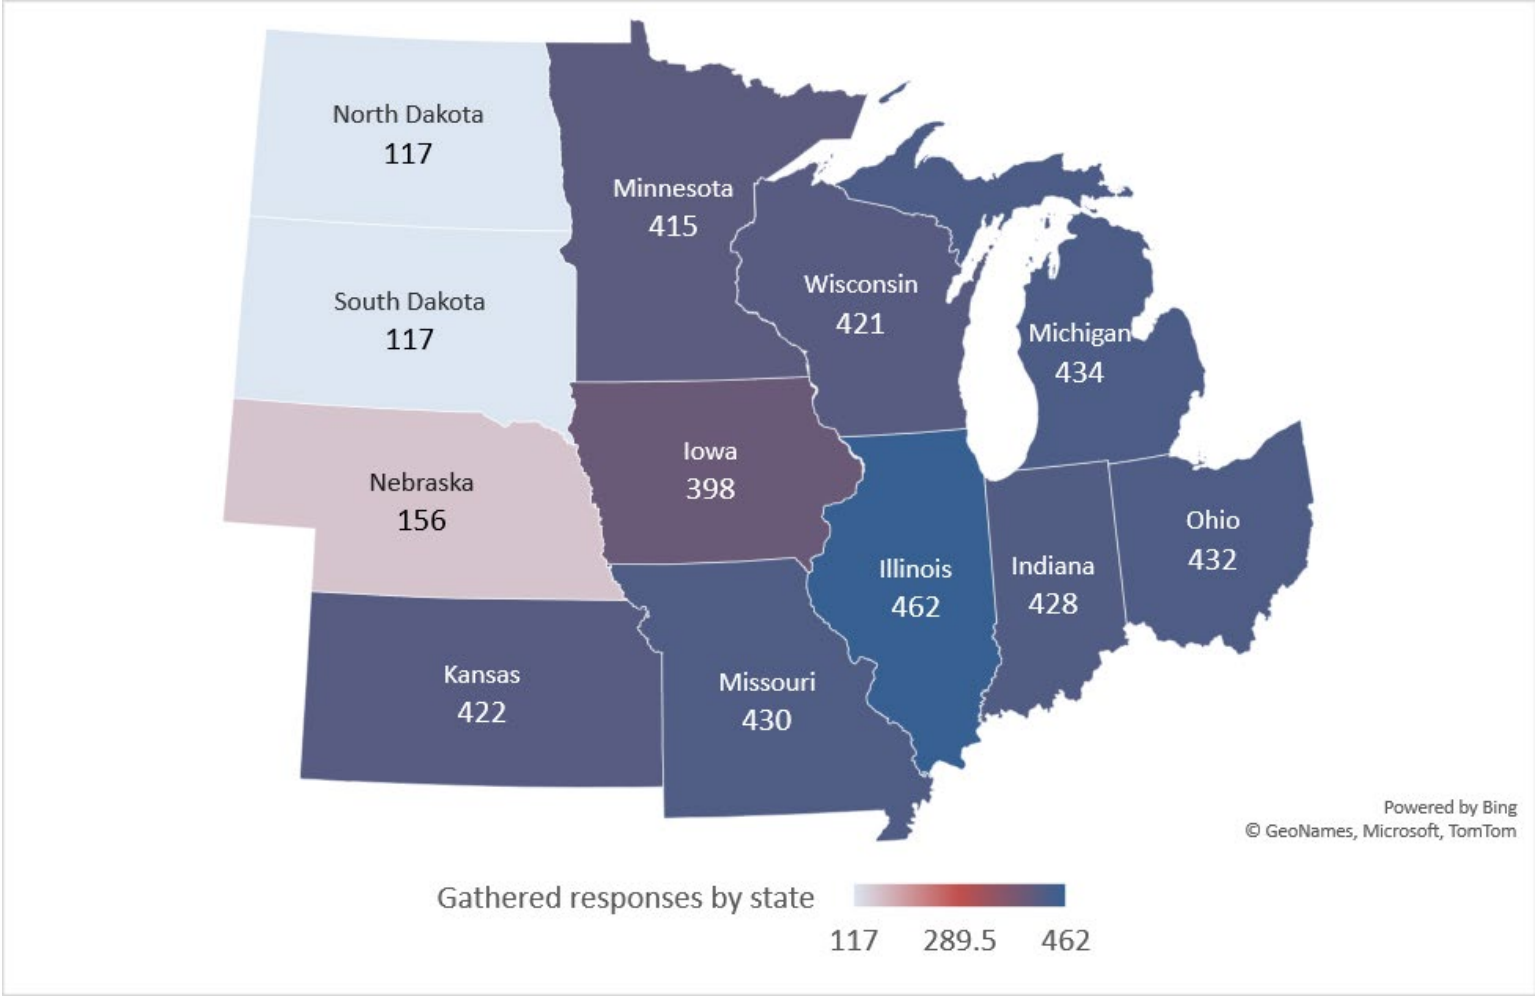 North Dakota
117
Minnesota
415
South Dakota
117
Wisconsin
421
Michigan
434
Iowa
398
Nebraska
156
Ohio
432
Illinois
462
Indiana
428
Kansas
422
Missouri
430
Powered by Bing
© GeoNames, Microsoft, TomTom
Gathered responses by state
117 289.5 462